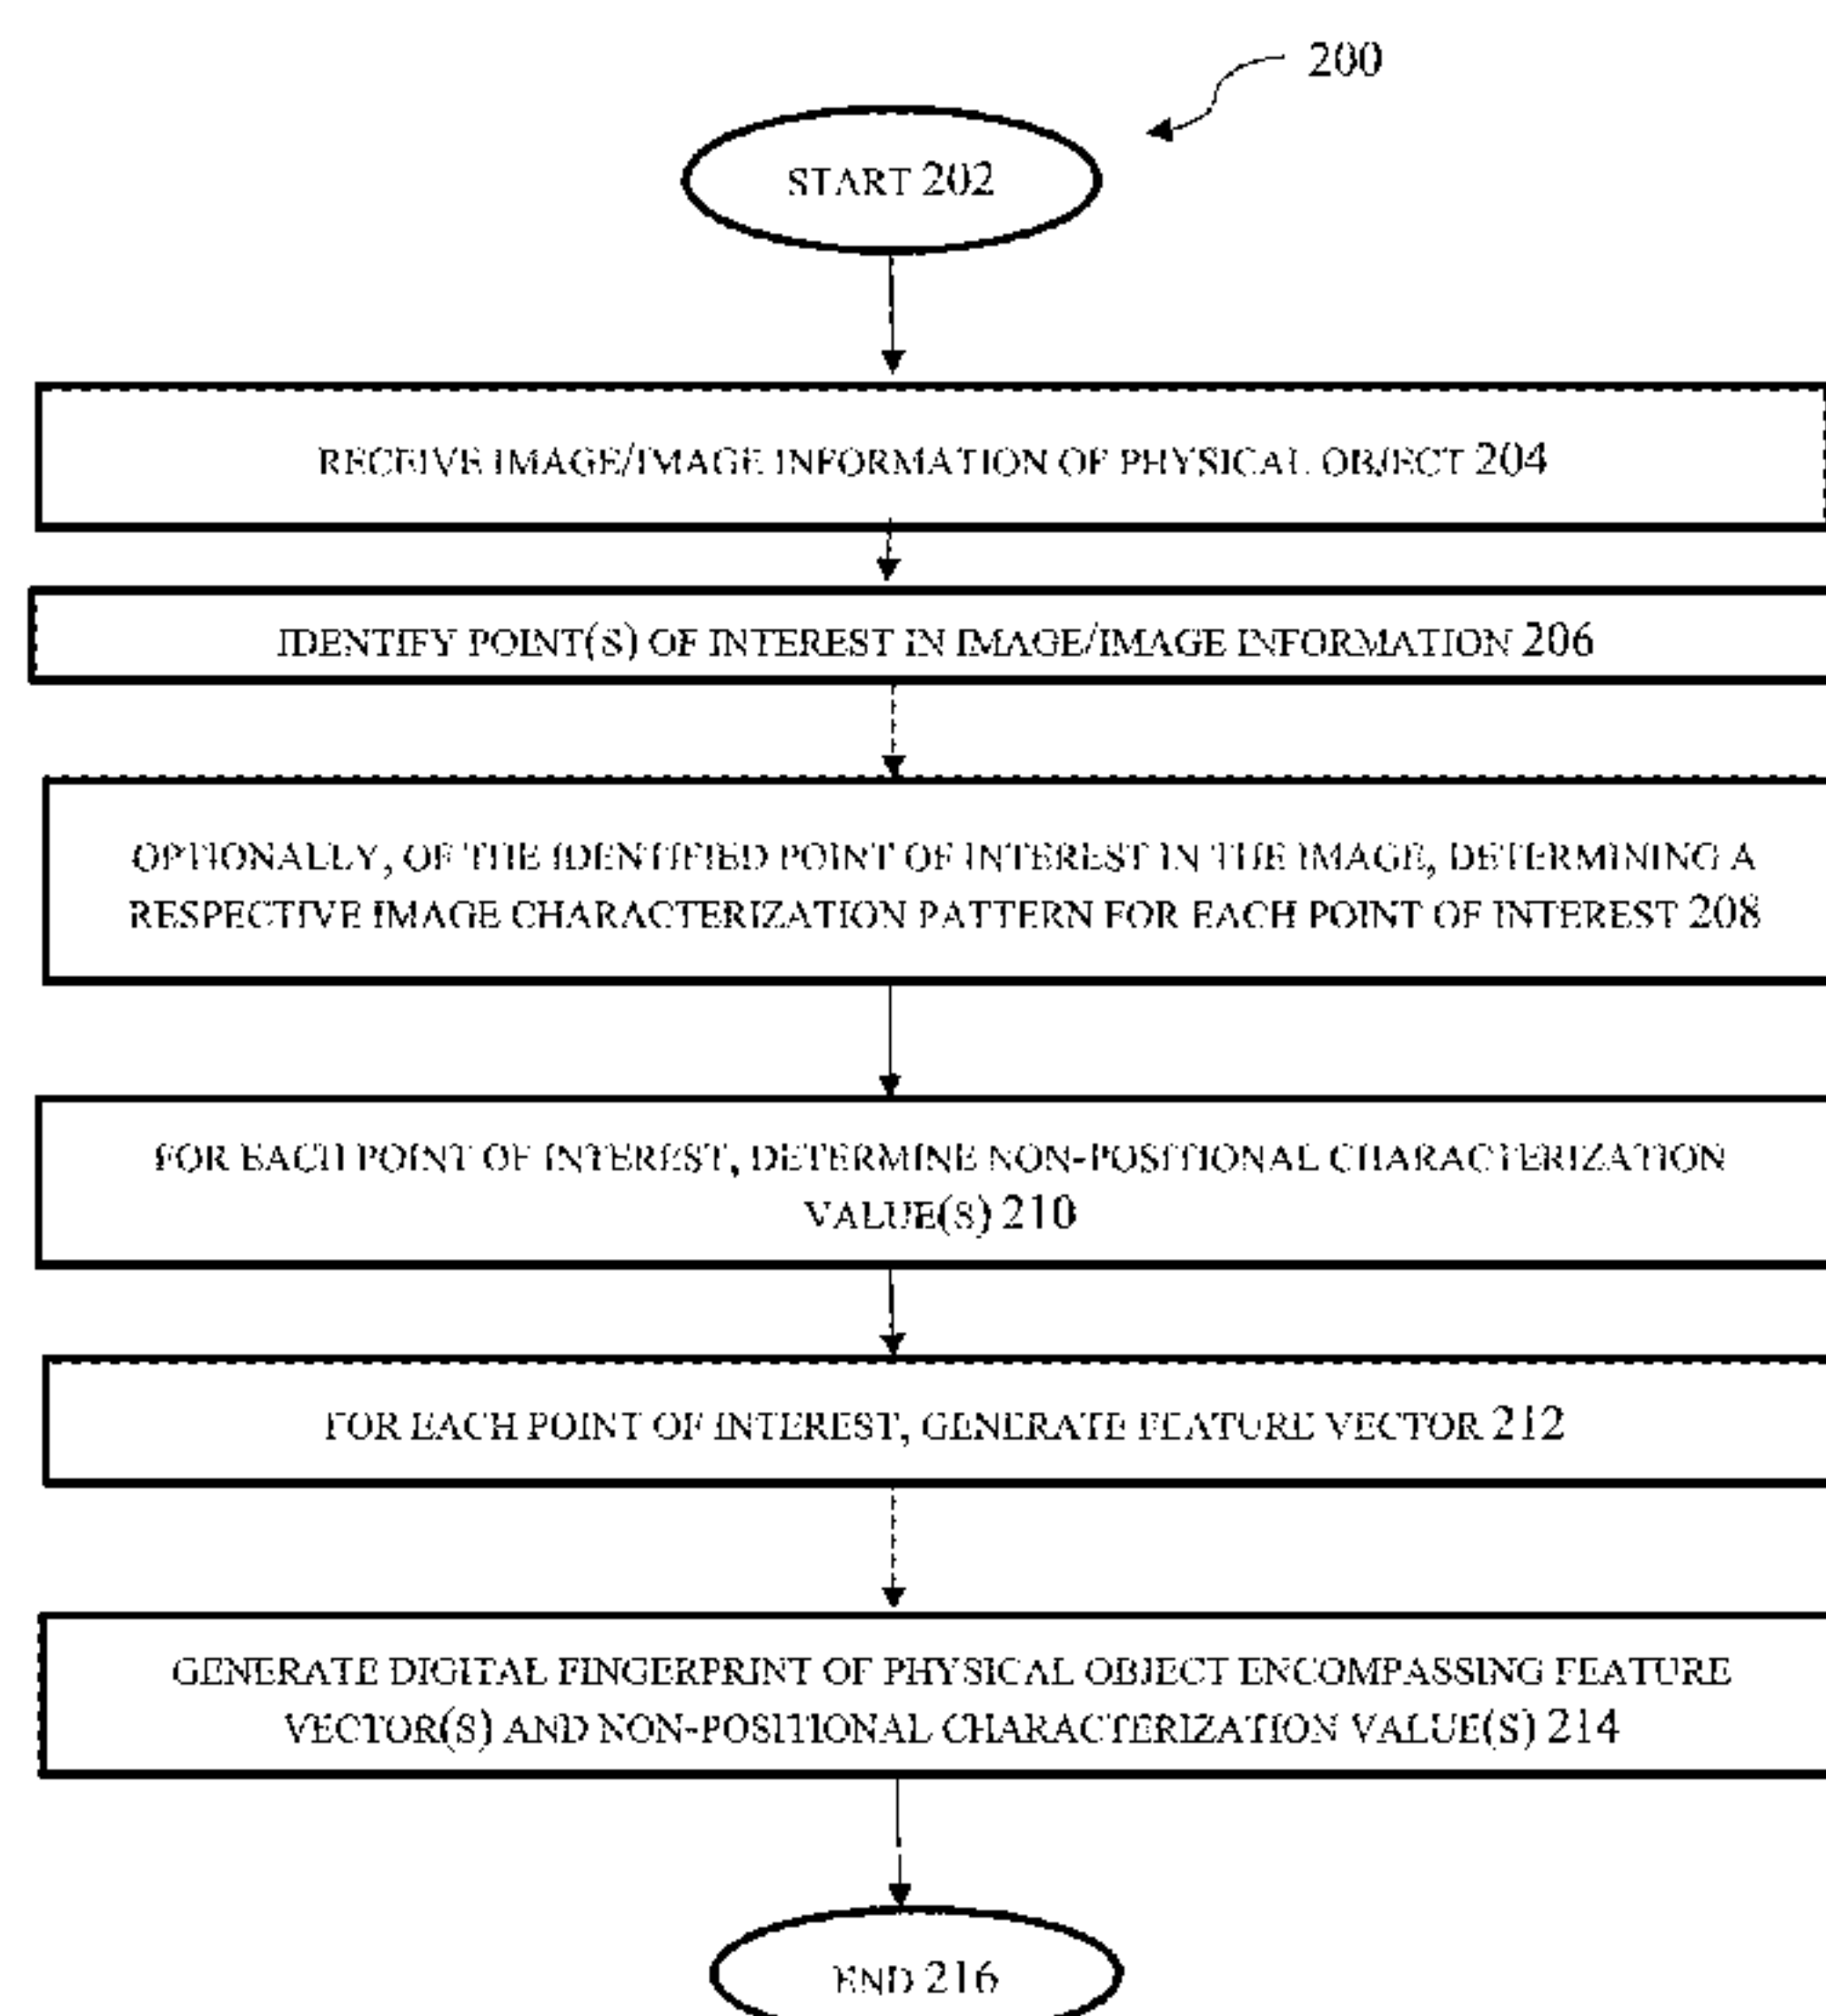 200
START 202
RECEIVE IMAGE/IMAGE INFORMATION OF PHYSICAL OBJECT 204
IDENTIFY POINT(S) OF INTEREST IN IMAGE/IMAGE INFORMATION 206
OPTIONALLY, OF THE IDENTIFIED POINT OF INTEREST IN THE IMAGE, DETERMINING A
RESPECTIVE IMAGE CHARACTERIZATION PATTERN FOR EACH POINT OF INTEREST 208
FOR EACH POINT OF INTEREST, DETERMINE NON-POSITIONAL CHARACTERIZATION
VALUE(S) 210
FOR EACH POINT OF INTEREST, GENERATE FEATURE VECTOR 212
GENERATE DIGITAL FINGERPRINT OF PHYSICAL OBJECT ENCOMPASSING FEATURE
VECTOR(S) AND NON-POSITIONAL CHARACTERIZATION VALUE(S) 214
END 216